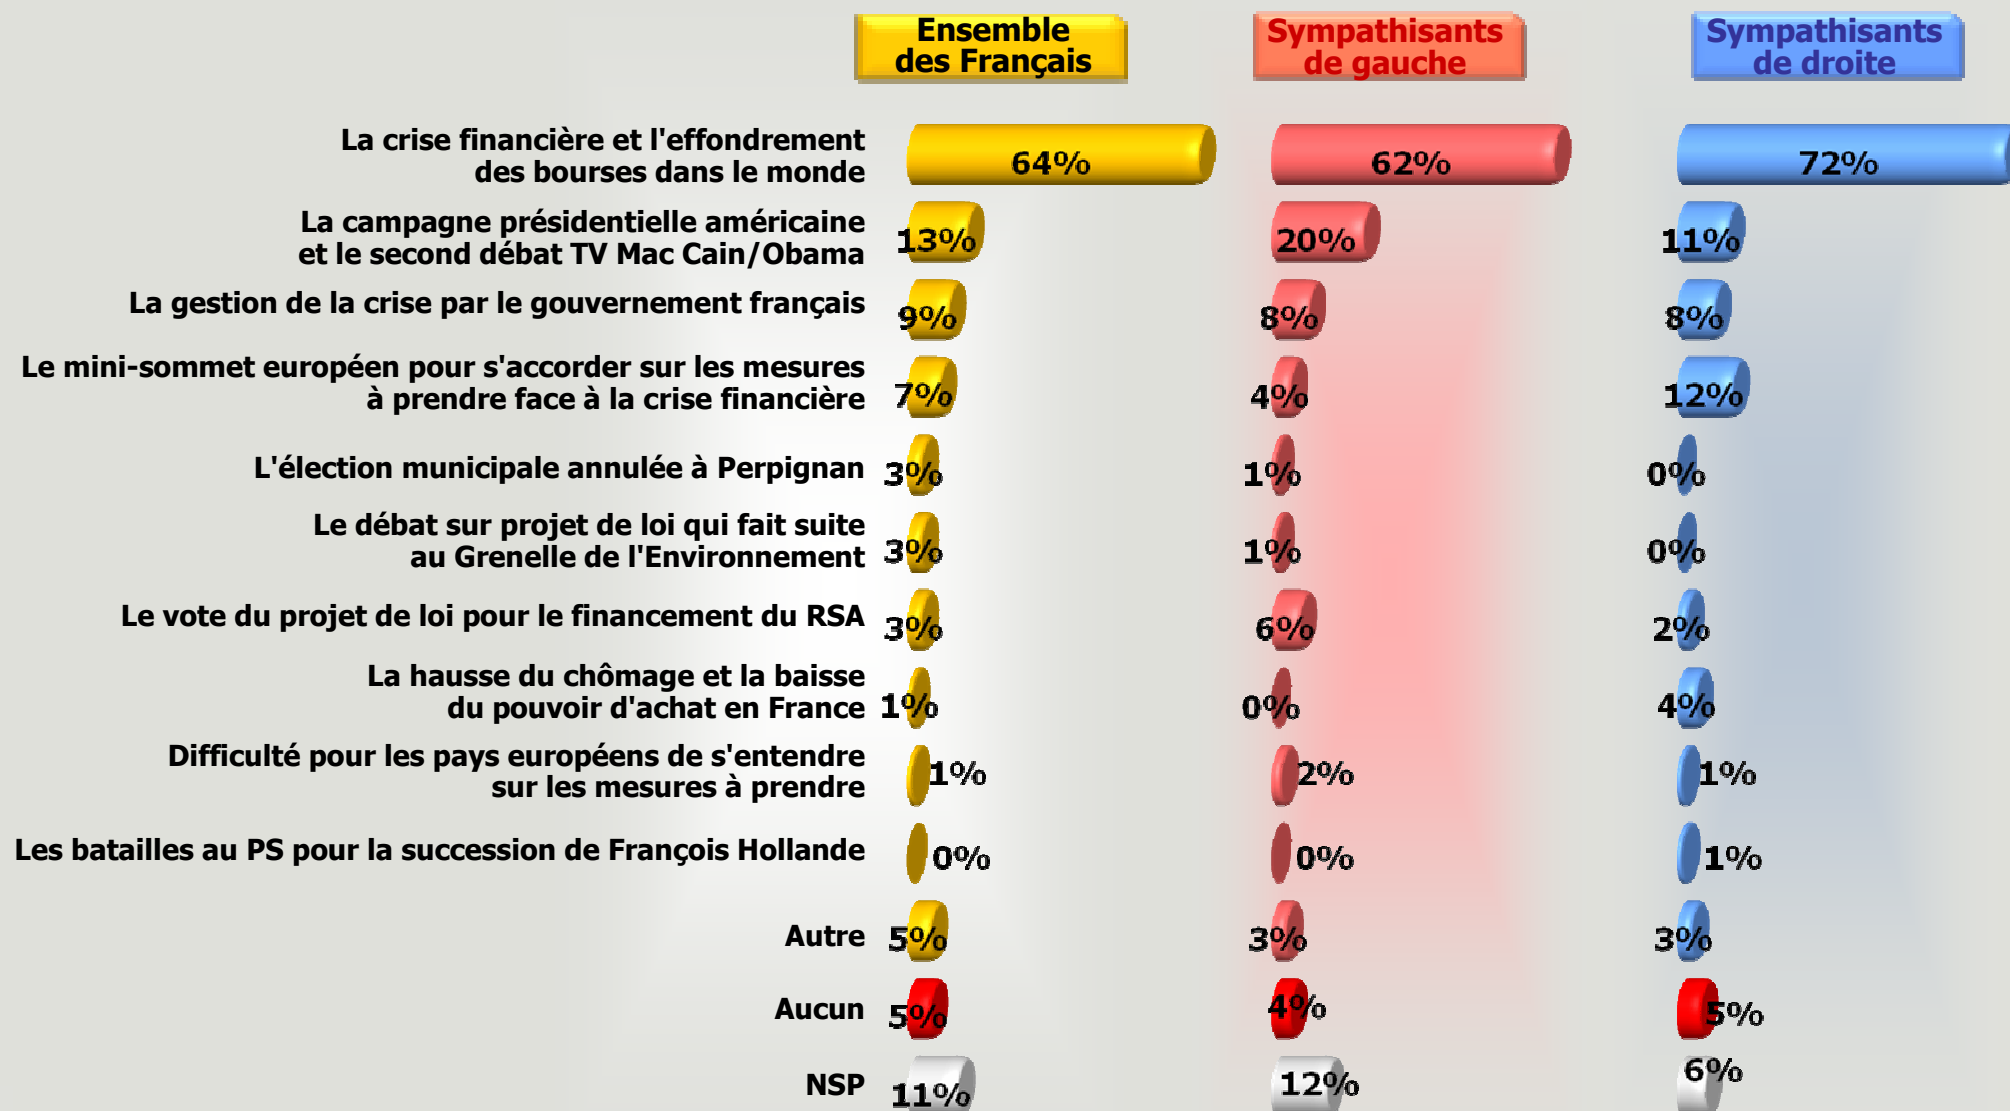 Ensemble
des Français
Sympathisants
de gauche
Sympathisants
de droite
La crise financière et l'effondrement
des bourses dans le monde
64%
62%
72%
La campagne présidentielle américaine
et le second débat TV Mac Cain/Obama
13%
20%
11%
La gestion de la crise par le gouvernement français
9%
8%
8%
Le mini-sommet européen pour s'accorder sur les mesures
à prendre face à la crise financière
7%
4%
12%
L'élection municipale annulée à Perpignan
3%
1%
0%
Le débat sur projet de loi qui fait suite
au Grenelle de l'Environnement
3%
1%
0%
Le vote du projet de loi pour le financement du RSA
3%
6%
2%
La hausse du chômage et la baisse
du pouvoir d'achat en France
1%
0%
4%
Difficulté pour les pays européens de s'entendre
sur les mesures à prendre
1%
2%
1%
Les batailles au PS pour la succession de François Hollande
0%
0%
1%
Autre
5%
3%
3%
Aucun
5%
4%
5%
NSP
11%
12%
6%